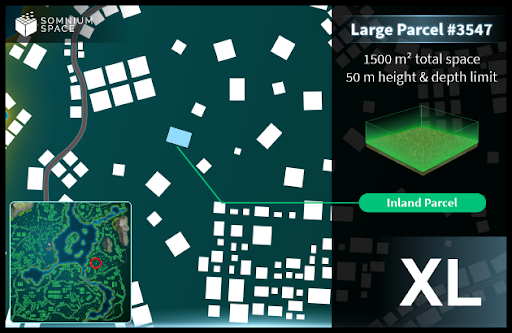 SOMNIUM
SPACE
Large Parcel #3547
1500 m² total space
50 m height & depth limit
Inland Parcel
XL